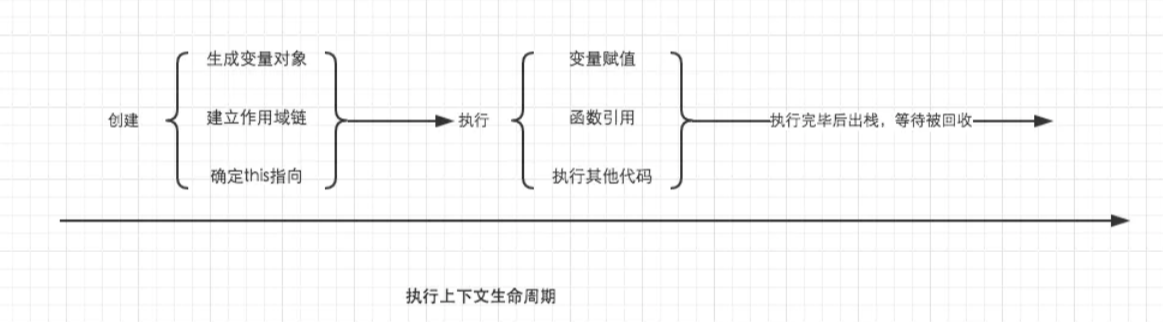 生成变量对象
变量赋值
创建
建立作用域链
执行
函数引用
执行完毕后出栈，等待被回收
确定this指向
执行其他代码
执行上下文生命周期